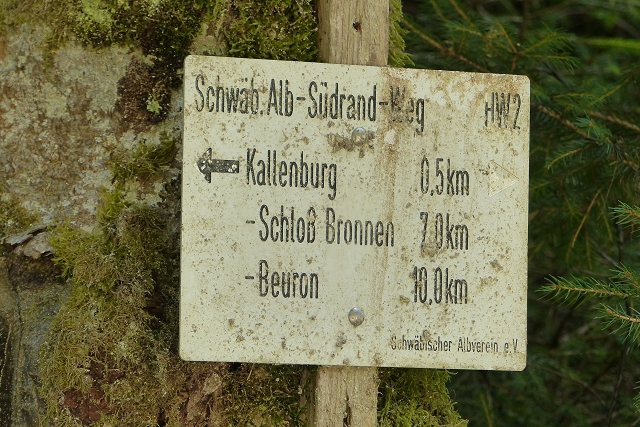 Schwäb. Alb-Südrand-Weg HW2
Kallenburg 0,5km
-Schloß Bronnen 7,0km
-Beuron 10,0km
Schwäbischer Albverein e.V.